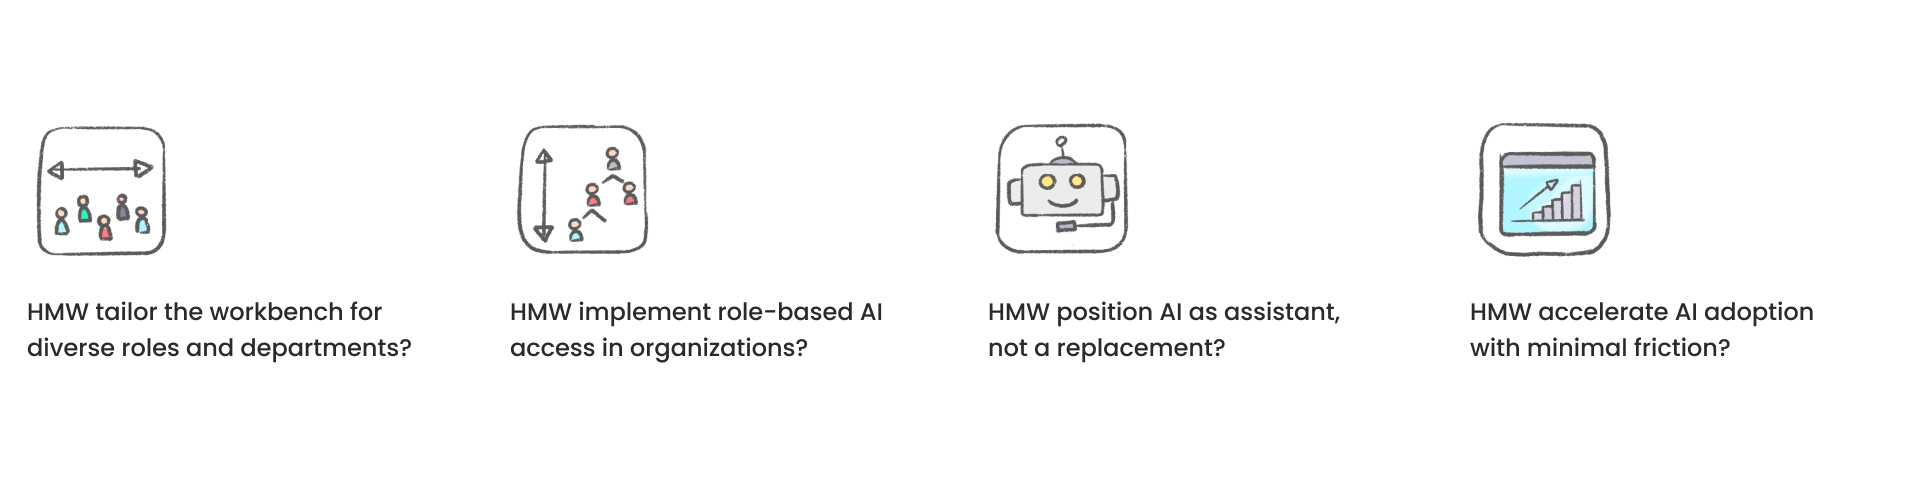 HMW tailor the workbench for
diverse roles and departments?
HMW implement role-based AI
access in organizations?
HMW position AI as assistant,
not a replacement?
HMW accelerate AI adoption
with minimal friction?